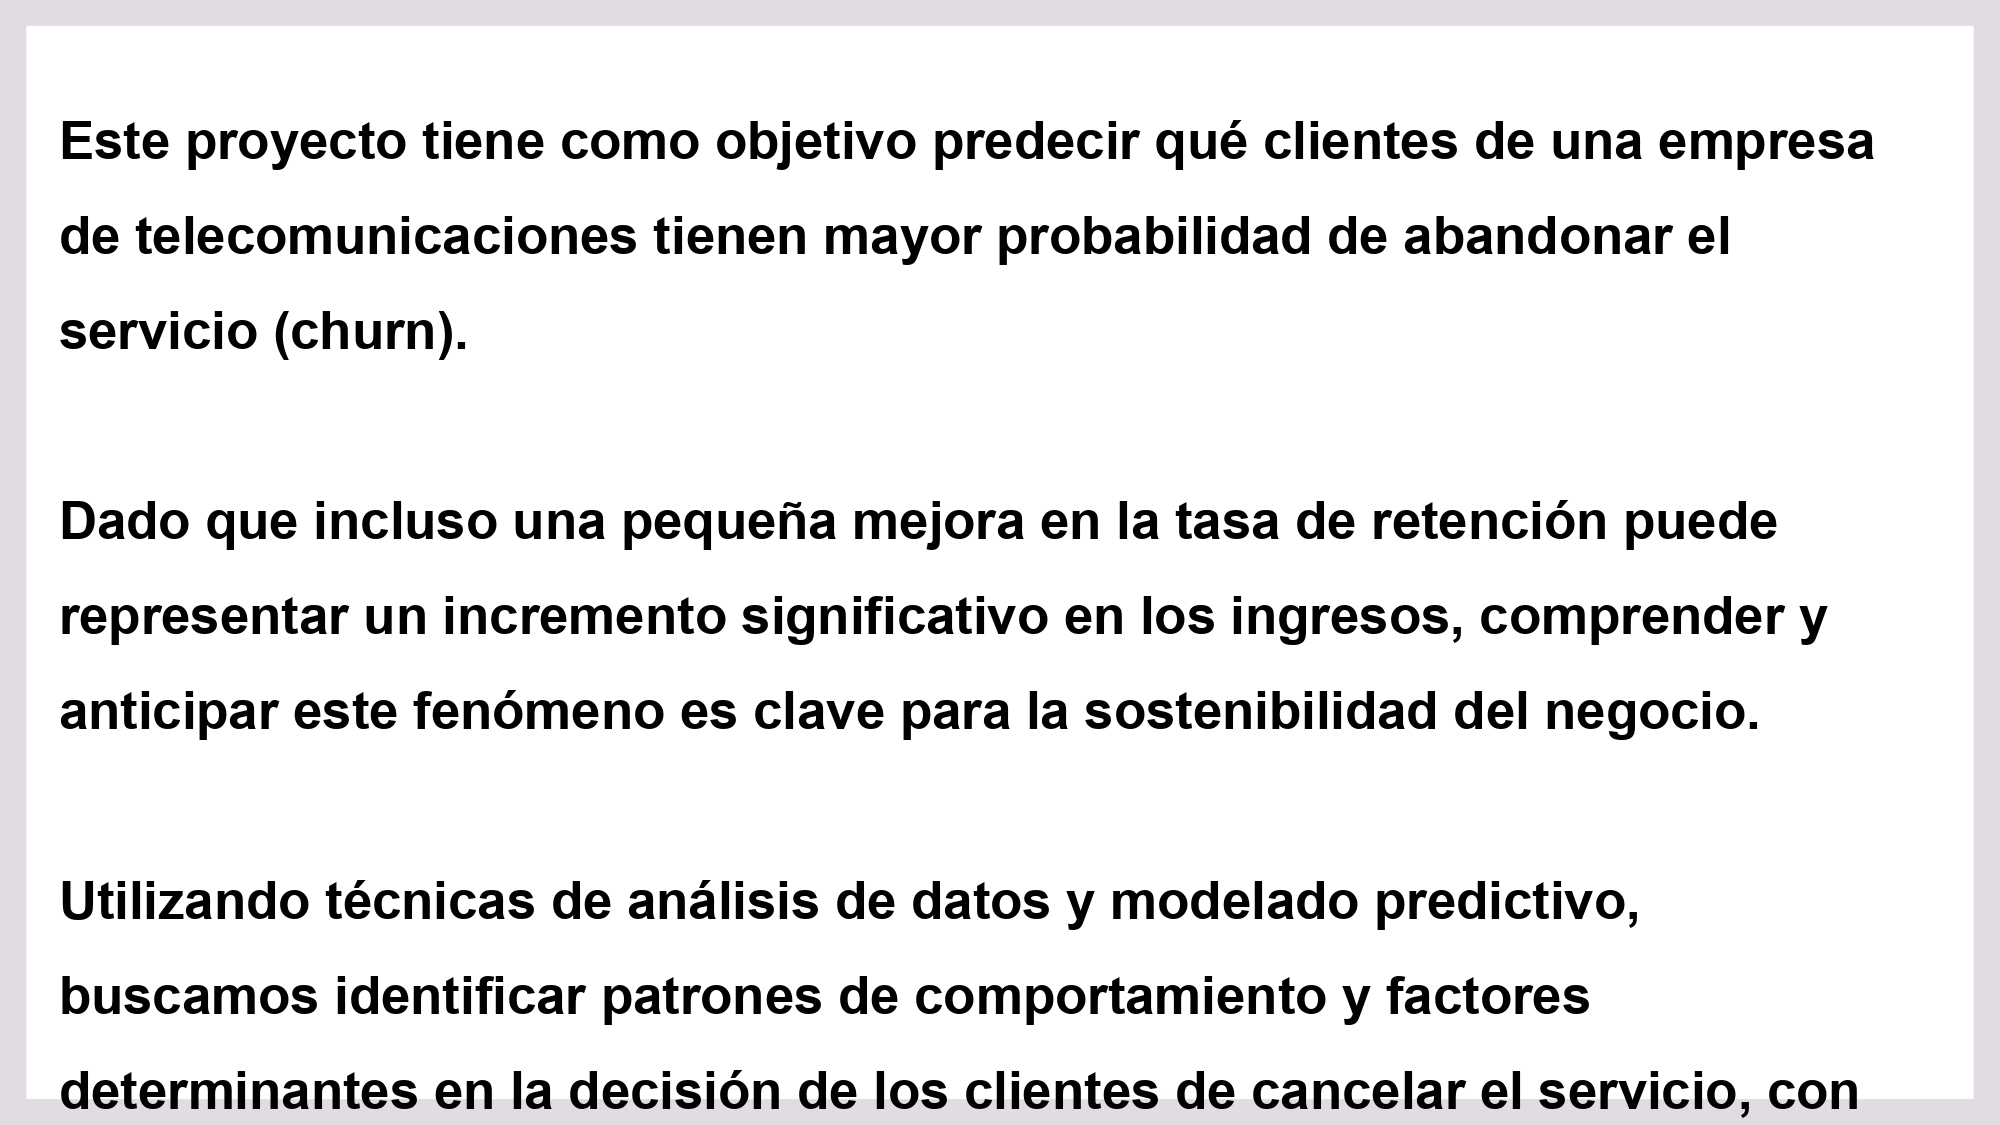 Este proyecto tiene como objetivo predecir qué clientes de una empresa
de telecomunicaciones tienen mayor probabilidad de abandonar el
servicio (churn).
Dado que incluso una pequeña mejora en la tasa de retención puede
representar un incremento significativo en los ingresos, comprender y
anticipar este fenómeno es clave para la sostenibilidad del negocio.
Utilizando técnicas de análisis de datos y modelado predictivo,
buscamos identificar patrones de comportamiento y factores
determinantes en la decisión de los clientes de cancelar el servicio, con